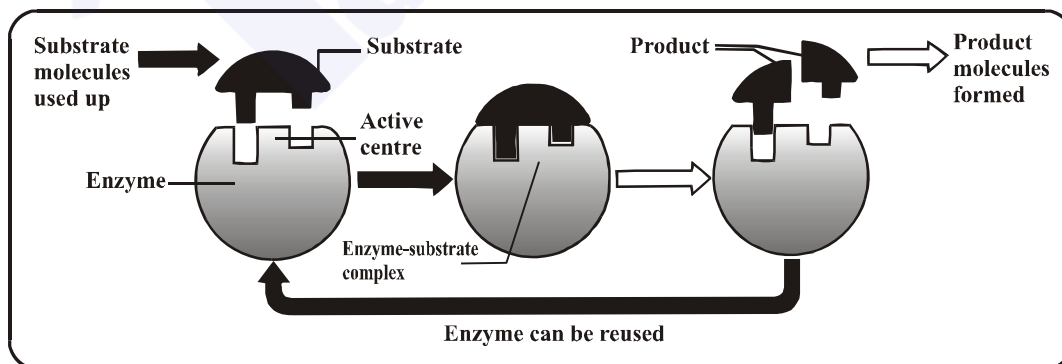 Substrate
molecules
used up
Substrate
Active
centre
Enzyme
Enzyme-substrate
complex
Product
Product
molecules
formed
Enzyme can be reused